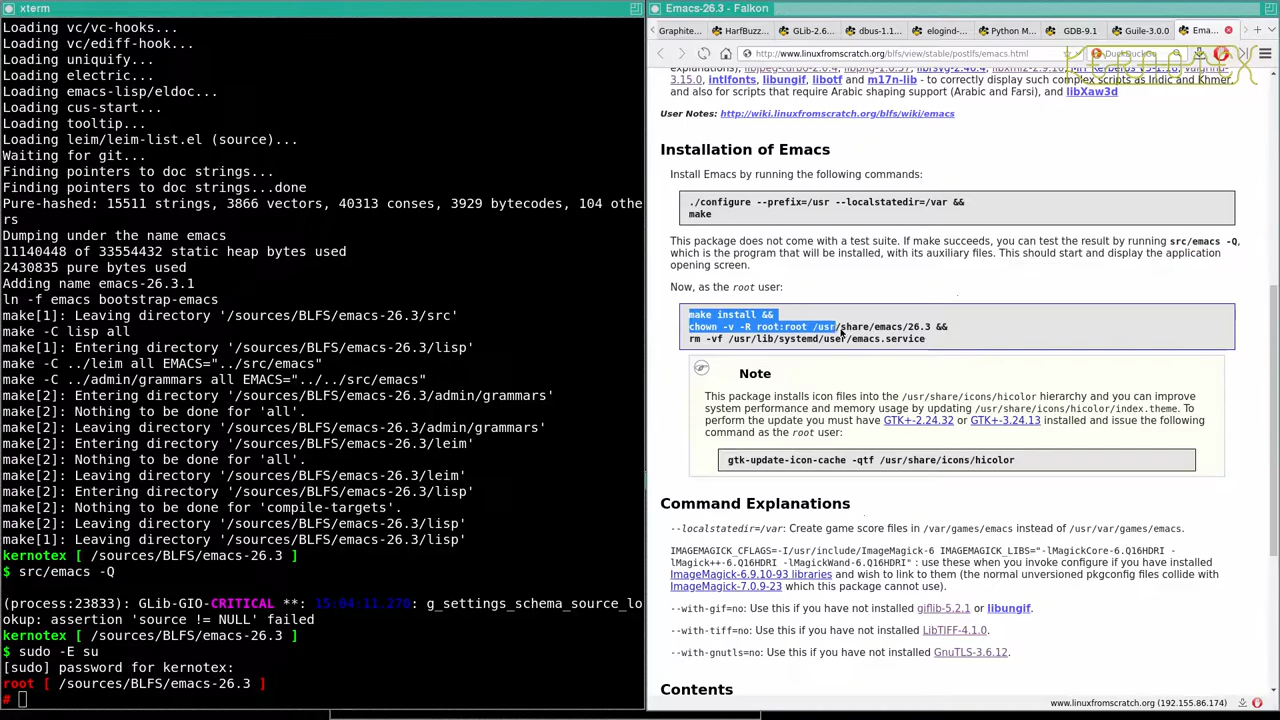 xterm
Loading vc/vc-hooks...
Loading vc/ediff-hook...
Loading uniquify...
Loading electric...
Loading emacs-lisp/eldoc...
Loading cus-start...
Loading tooltip...
Loading leim/leim-list.el (source)...
Waiting for git...
Finding pointers to doc strings...
Finding pointers to doc strings...done
Pure-hashed: 15511 strings, 3866 vectors, 40313 conses, 3929 bytecodes, 104 othe
rs
Dumping under the name emacs
11140448 of 33554432 static heap bytes used
2430835 pure bytes used
Adding name emacs-26.3.1
ln -f emacs bootstrap-emacs
make[1]: Leaving directory '/sources/BLFS/emacs-26.3/src'
make -C lisp all
make[1]: Entering directory '/sources/BLFS/emacs-26.3/lisp'
make -C ../leim all EMACS="../src/emacs"
make -C ../admin/grammars all EMACS="../../src/emacs"
make[2]: Entering directory '/sources/BLFS/emacs-26.3/admin/grammars'
make[2]: Nothing to be done for 'all'.
make[2]: Leaving directory '/sources/BLFS/emacs-26.3/admin/grammars'
make[2]: Entering directory '/sources/BLFS/emacs-26.3/leim'
make[2]: Nothing to be done for 'all'.
make[2]: Leaving directory '/sources/BLFS/emacs-26.3/leim'
make[2]: Entering directory '/sources/BLFS/emacs-26.3/lisp'
make[2]: Nothing to be done for 'compile-targets'.
make[2]: Leaving directory '/sources/BLFS/emacs-26.3/lisp'
make[1]: Leaving directory '/sources/BLFS/emacs-26.3/lisp'
kernotex [ /sources/BLFS/emacs-26.3 ]
$ src/emacs -Q
(process:23833): GLib-GIO-CRITICAL **: 15:04:11.270: g_settings_schema_source_lo
okup: assertion 'source != NULL' failed
kernotex [ /sources/BLFS/emacs-26.3 ]
$ sudo -E su
[sudo] password for kernotex:
root [ /sources/BLFS/emacs-26.3 ]
#
Emacs-26.3 - Falkon
Graphite... HarfBuzz... GLib-2.6... dbus-1.1... elogind-... Python M... GDB-9.1 Guile-3.0.0 Ema...
http://www.linuxfromscratch.org/blfs/view/stable/postlfs/emacs.html DuckDuckGo
KERNOTEX
3.15.0, intlfonts, libungif, libotf and m17n-lib - to correctly display such complex scripts as Indic and Khmer,
and also for scripts that require Arabic shaping support (Arabic and Farsi), and libXaw3d
User Notes: http://wiki.linuxfromscratch.org/blfs/wiki/emacs
Installation of Emacs
Install Emacs by running the following commands:
./configure --prefix=/usr --localstatedir=/var &&
make
This package does not come with a test suite. If make succeeds, you can test the result by running src/emacs -Q,
which is the program that will be installed, with its auxiliary files. This should start and display the application
opening screen.
Now, as the root user:
make install &&
chown -v -R root:root /usr/share/emacs/26.3 &&
rm -vf /usr/lib/systemd/user/emacs.service
Note
This package installs icon files into the /usr/share/icons/hicolor hierarchy and you can improve
system performance and memory usage by updating /usr/share/icons/hicolor/index.theme. To
perform the update you must have GTK+-2.24.32 or GTK+-3.24.13 installed and issue the following
command as the root user:
gtk-update-icon-cache -qtf /usr/share/icons/hicolor
Command Explanations
--localstatedir=/var: Create game score files in /var/games/emacs instead of /usr/var/games/emacs.
IMAGEMAGICK_CFLAGS=-I/usr/include/ImageMagick-6 IMAGEMAGICK_LIBS="-lMagickCore-6.Q16HDRI -
lMagick++-6.Q16HDRI -lMagickWand-6.Q16HDRI" : use these when you invoke configure if you have installed
ImageMagick-6.9.10-93 libraries and wish to link to them (the normal unversioned pkgconfig files collide with
ImageMagick-7.0.9-23 which this package cannot use).
--with-gif=no: Use this if you have not installed giflib-5.2.1 or libungif.
--with-tiff=no: Use this if you have not installed LibTIFF-4.1.0.
--with-gnutls=no: Use this if you have not installed GnuTLS-3.6.12.
Contents
www.linuxfromscratch.org (192.155.86.174)